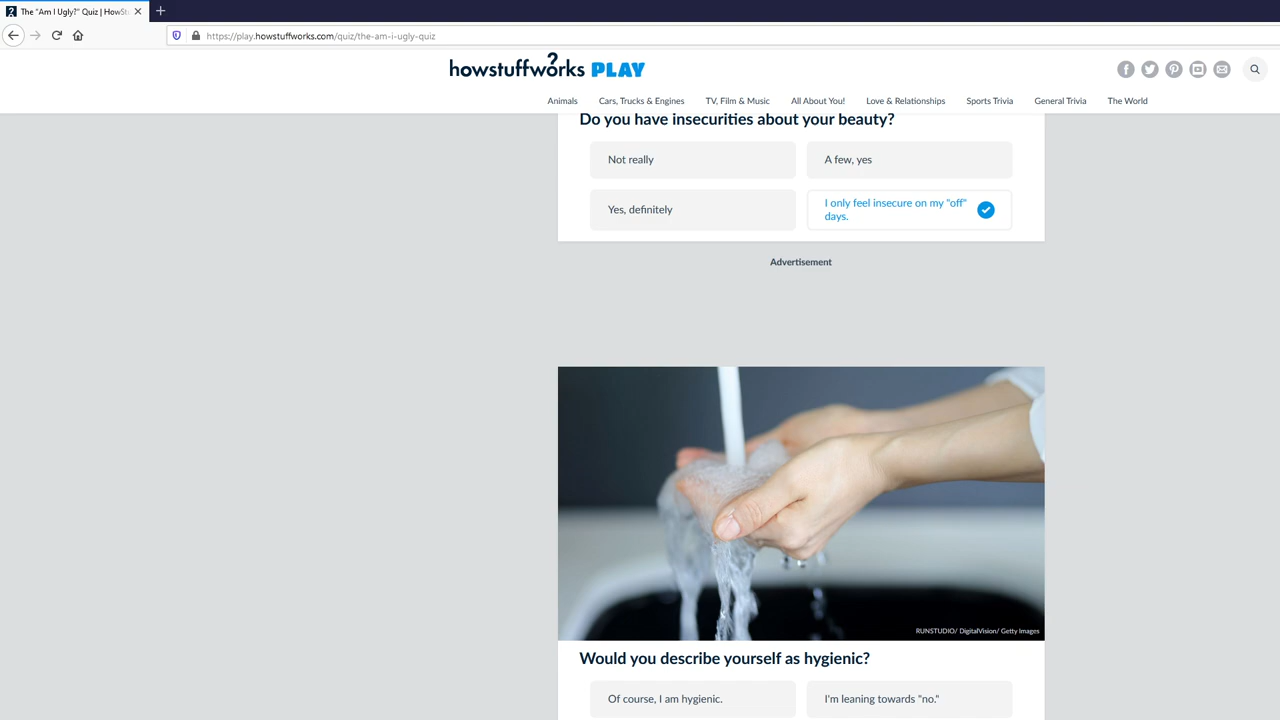 The "Am I Ugly?" Quiz | HowSt
https://play.howstuffworks.com/quiz/the-am-i-ugly-quiz
howstuffworks PLAY
Animals Cars, Trucks & Engines TV, Film & Music All About You! Love & Relationships Sports Trivia General Trivia The World
Do you have insecurities about your beauty?
Not really
A few, yes
Yes, definitely
I only feel insecure on my "off"
days.
Advertisement
RUNSTUDIO/ DigitalVision/ Getty Images
Would you describe yourself as hygienic?
Of course, I am hygienic.
I'm leaning towards "no."